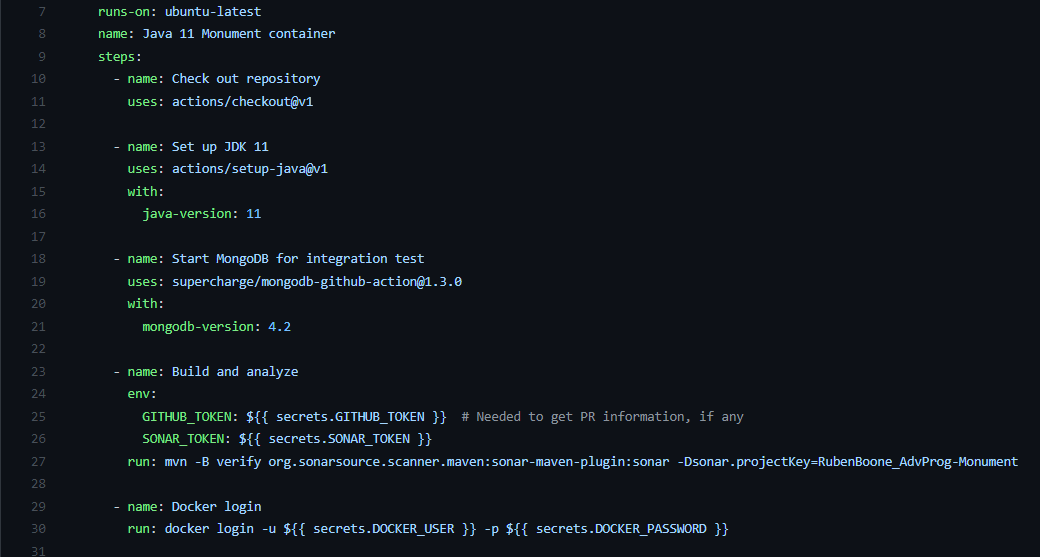 7 runs-on: ubuntu-latest
8 name: Java 11 Monument container
9 steps:
10 - name: Check out repository
11 uses: actions/checkout@v1
12
13 - name: Set up JDK 11
14 uses: actions/setup-java@v1
15 with:
16 java-version: 11
17
18 - name: Start MongoDB for integration test
19 uses: supercharge/mongodb-github-action@1.3.0
20 with:
21 mongodb-version: 4.2
22
23 - name: Build and analyze
24 env:
25 GITHUB_TOKEN: ${{ secrets.GITHUB_TOKEN }}  # Needed to get PR information, if any
26 SONAR_TOKEN: ${{ secrets.SONAR_TOKEN }}
27 run: mvn -B verify org.sonarsource.scanner.maven:sonar-maven-plugin:sonar -Dsonar.projectKey=RubenBoone_AdvProg-Monument
28
29 - name: Docker login
30 run: docker login -u ${{ secrets.DOCKER_USER }} -p ${{ secrets.DOCKER_PASSWORD }}
31